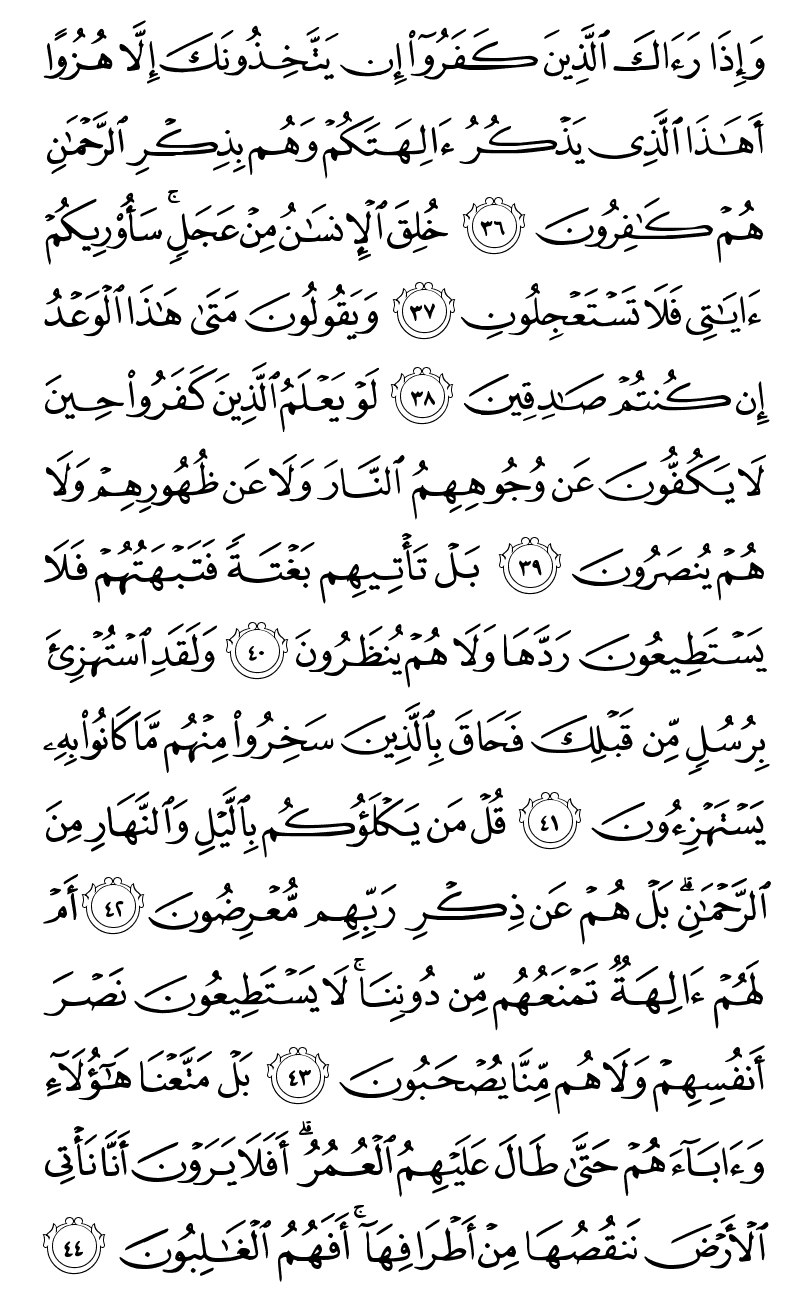 وَإِذَا رَءَاكَ ٱلَّذِينَ كَفَرُوٓا۟ إِن يَتَّخِذُونَكَ إِلَّا هُزُوًا
أَهَـٰذَا ٱلَّذِى يَذْكُرُ ءَالِهَتَكُمْ وَهُم بِذِكْرِ ٱلرَّحْمَـٰنِ
هُمْ كَـٰفِرُونَ ٣٦ خُلِقَ ٱلْإِنسَـٰنُ مِنْ عَجَلٍ ۚ سَأُو۟رِيكُمْ
ءَايَـٰتِى فَلَا تَسْتَعْجِلُونِ ٣٧ وَيَقُولُونَ مَتَىٰ هَـٰذَا ٱلْوَعْدُ
إِن كُنتُمْ صَـٰدِقِينَ ٣٨ لَوْ يَعْلَمُ ٱلَّذِينَ كَفَرُوا۟ حِينَ
لَا يَكُفُّونَ عَن وُجُوهِهِمُ ٱلنَّارَ وَلَا عَن ظُهُورِهِمْ وَلَا
هُمْ يُنصَرُونَ ٣٩ بَلْ تَأْتِيهِم بَغْتَةً فَتَبْهَتُهُمْ فَلَا
يَسْتَطِيعُونَ رَدَّهَا وَلَا هُمْ يُنظَرُونَ ٤٠ وَلَقَدِ ٱسْتُهْزِئَ
بِرُسُلٍ مِّن قَبْلِكَ فَحَاقَ بِٱلَّذِينَ سَخِرُوا۟ مِنْهُم مَّا كَانُوا۟ بِهِۦ
يَسْتَهْزِءُونَ ٤١ قُلْ مَن يَكْلَؤُكُم بِٱلَّيْلِ وَٱلنَّهَارِ مِنَ
ٱلرَّحْمَـٰنِ ۗ بَلْ هُمْ عَن ذِكْرِ رَبِّهِم مُّعْرِضُونَ ٤٢ أَمْ
لَهُمْ ءَالِهَةٌ تَمْنَعُهُم مِّن دُونِنَا ۚ لَا يَسْتَطِيعُونَ نَصْرَ
أَنفُسِهِمْ وَلَا هُم مِّنَّا يُصْحَبُونَ ٤٣ بَلْ مَتَّعْنَا هَـٰٓؤُلَآءِ
وَءَابَآءَهُمْ حَتَّىٰ طَالَ عَلَيْهِمُ ٱلْعُمُرُ ۗ أَفَلَا يَرَوْنَ أَنَّا نَأْتِى
ٱلْأَرْضَ نَنقُصُهَا مِنْ أَطْرَافِهَآ ۚ أَفَهُمُ ٱلْغَـٰلِبُونَ ٤٤